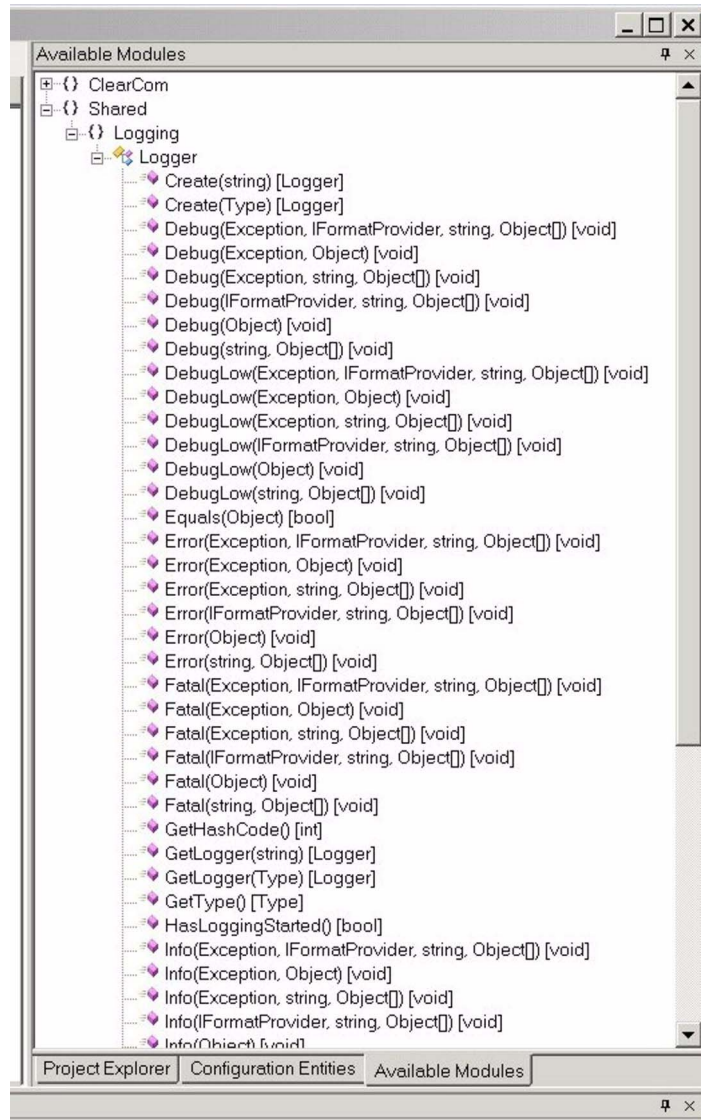 Available Modules
{} ClearCom
{} Shared
{} Logging
Logger
Create(string) [Logger]
Create(Type) [Logger]
Debug(Exception, IFormatProvider, string, Object[]) [void]
Debug(Exception, Object) [void]
Debug(Exception, string, Object[]) [void]
Debug(IFormatProvider, string, Object[]) [void]
Debug(Object) [void]
Debug(string, Object[]) [void]
DebugLow(Exception, IFormatProvider, string, Object[]) [void]
DebugLow(Exception, Object) [void]
DebugLow(Exception, string, Object[]) [void]
DebugLow(IFormatProvider, string, Object[]) [void]
DebugLow(Object) [void]
DebugLow(string, Object[]) [void]
Equals(Object) [bool]
Error(Exception, IFormatProvider, string, Object[]) [void]
Error(Exception, Object) [void]
Error(Exception, string, Object[]) [void]
Error(IFormatProvider, string, Object[]) [void]
Error(Object) [void]
Error(string, Object[]) [void]
Fatal(Exception, IFormatProvider, string, Object[]) [void]
Fatal(Exception, Object) [void]
Fatal(Exception, string, Object[]) [void]
Fatal(IFormatProvider, string, Object[]) [void]
Fatal(Object) [void]
Fatal(string, Object[]) [void]
GetHashCode() [int]
GetLogger(string) [Logger]
GetLogger(Type) [Logger]
GetType() [Type]
HasLoggingStarted() [bool]
Info(Exception, IFormatProvider, string, Object[]) [void]
Info(Exception, Object) [void]
Info(Exception, string, Object[]) [void]
Info(IFormatProvider, string, Object[]) [void]
Info(Object) [void]
Project Explorer Configuration Entities Available Modules